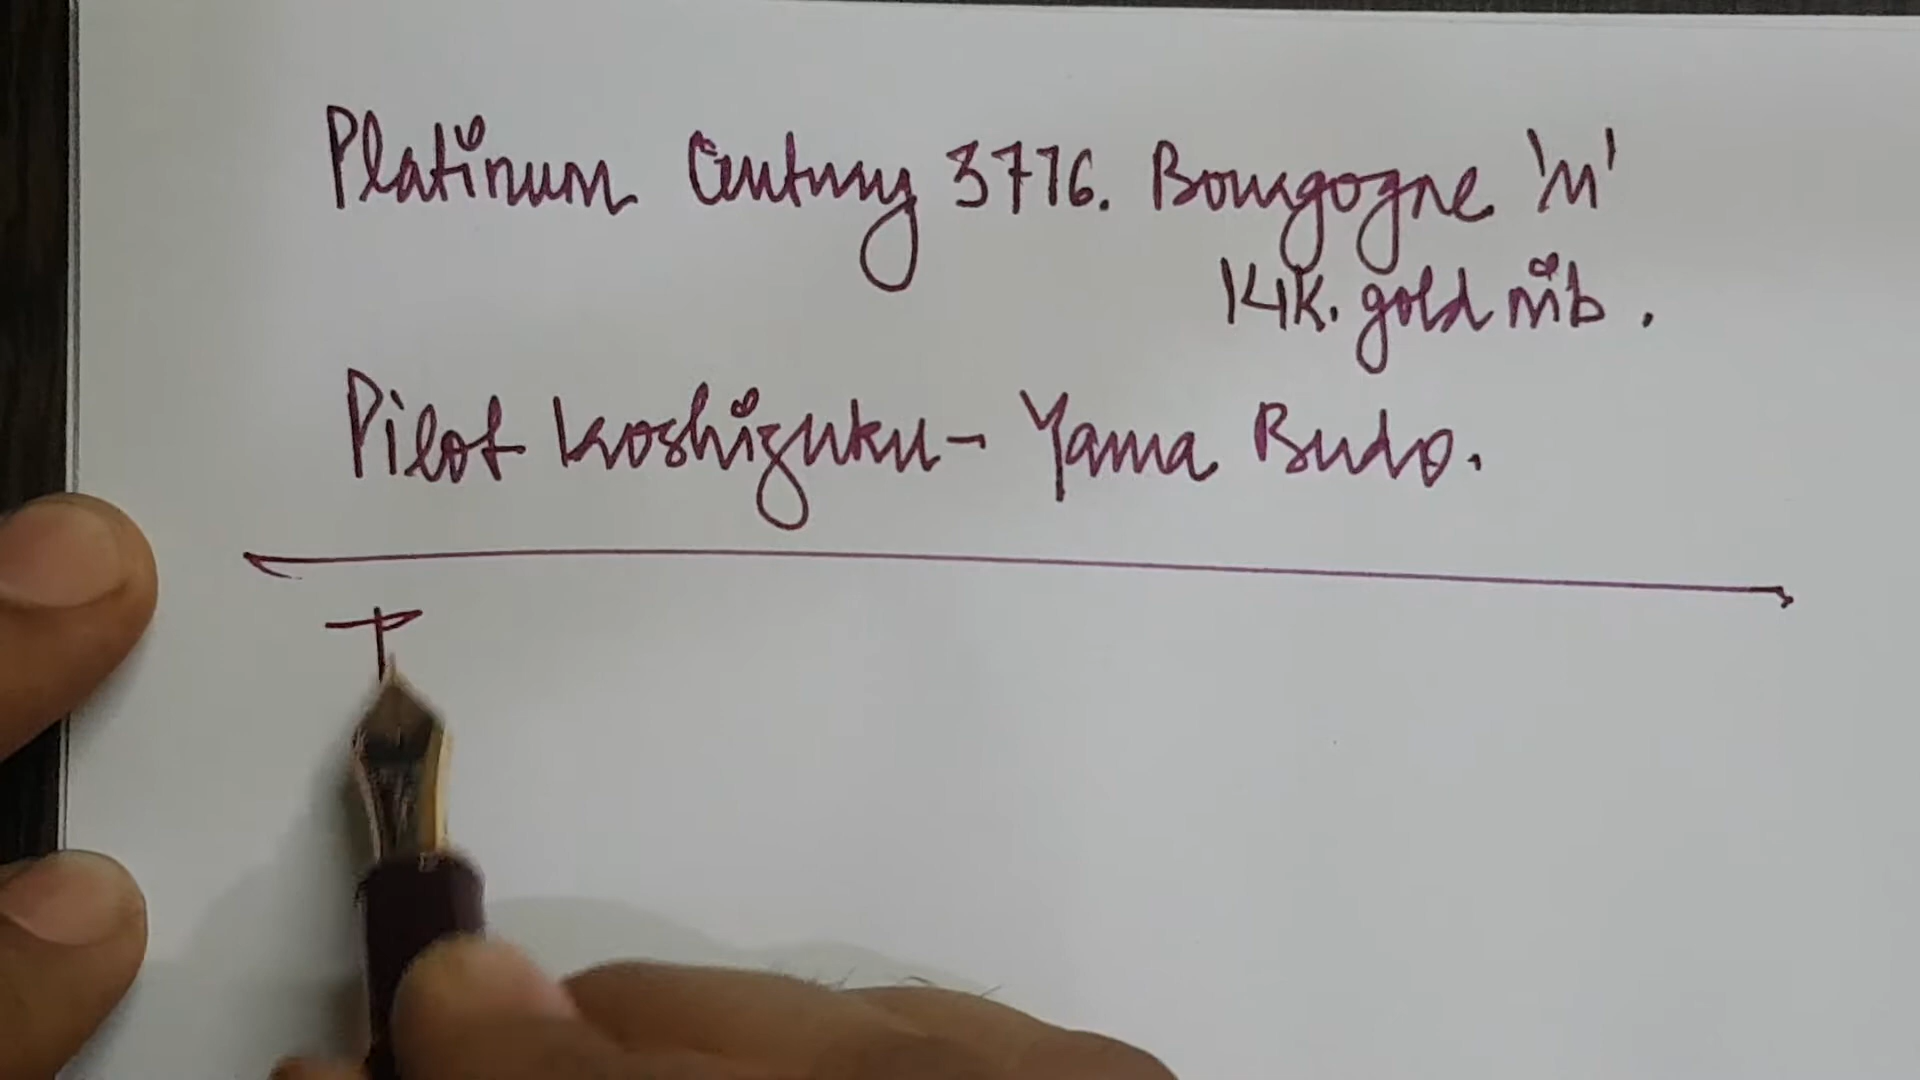 Platinum Century 3776. Bourgogne 'M'
14K. gold nib.
Pilot Iroshizuku - Yama Budo.
T